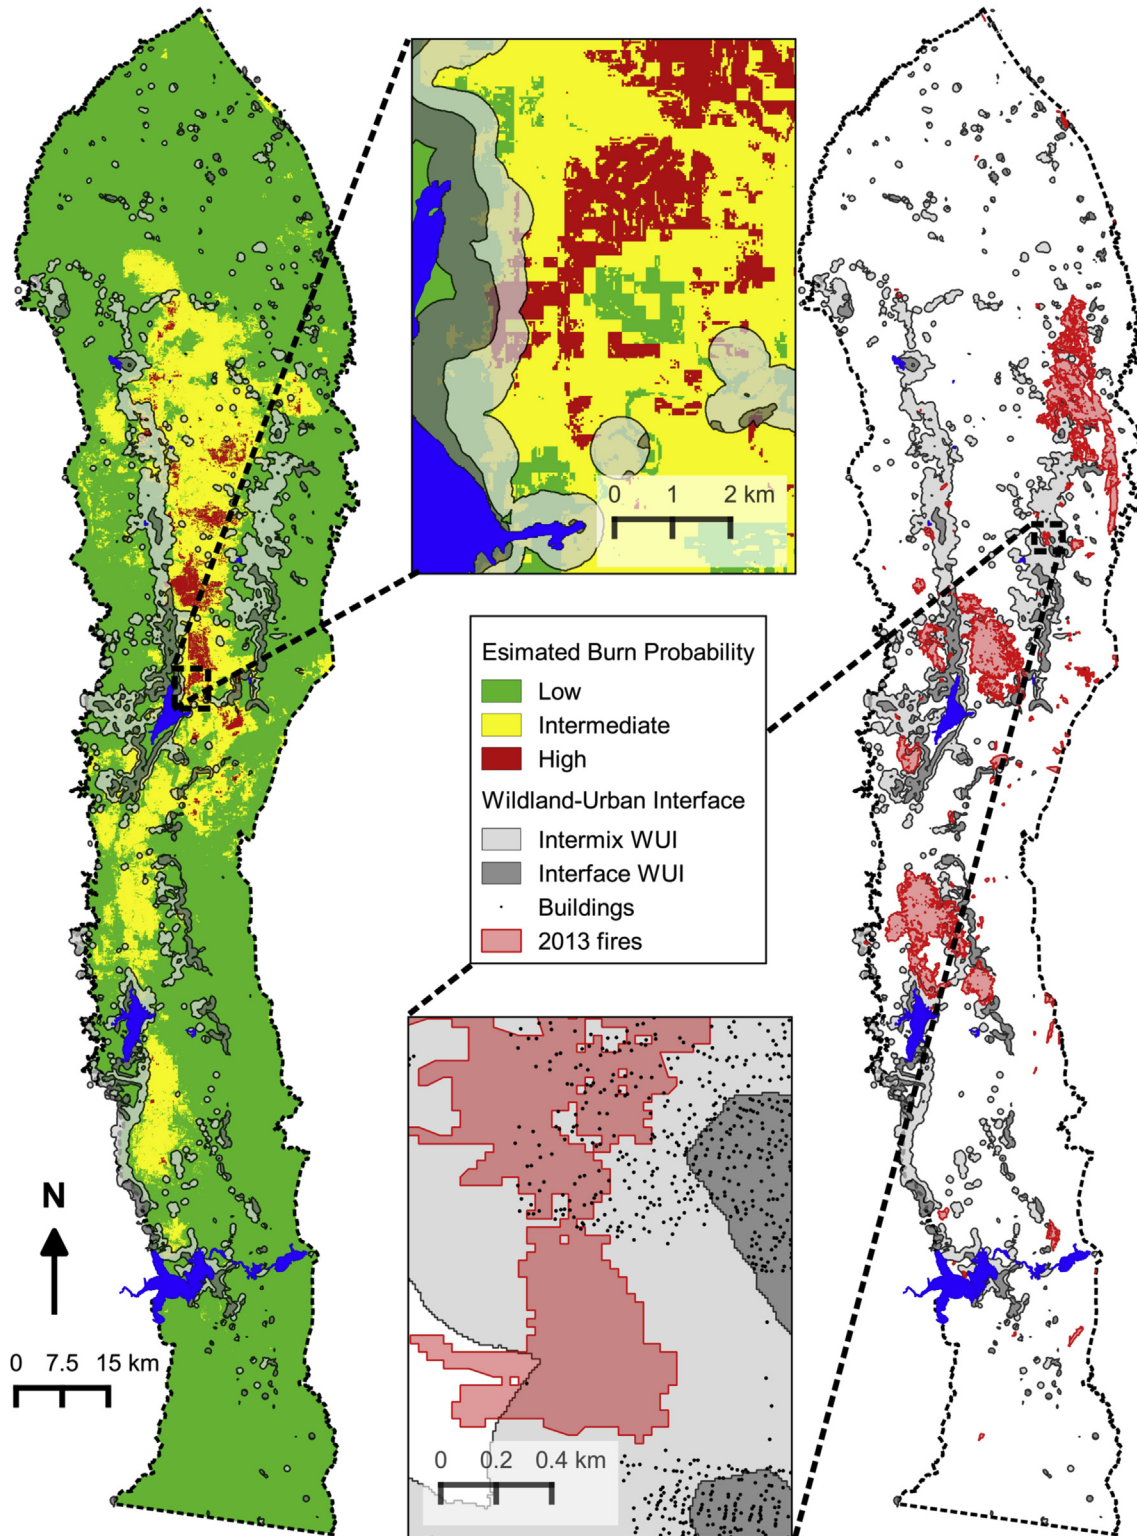 0 1 2 km
Esimated Burn Probability
Low
Intermediate
High
Wildland-Urban Interface
Intermix WUI
Interface WUI
Buildings
2013 fires
N
0 7.5 15 km
0 0.2 0.4 km